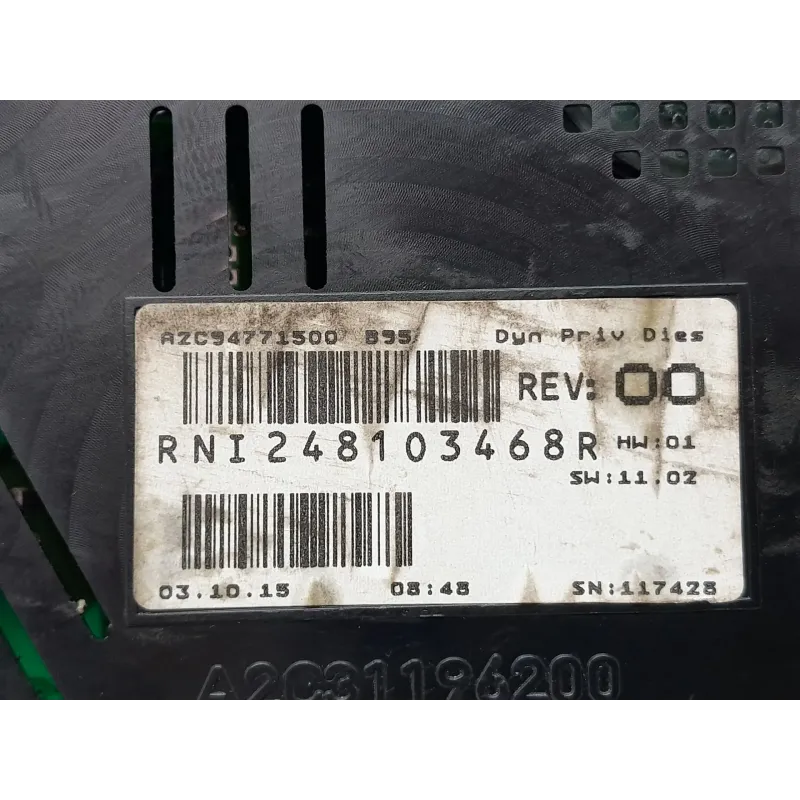 A2C94771500 B95 Dyn Priv Dies
REV: 00
RNI248103468R HW:01
SW:11.02
03.10.15 08:48 SN:117428
A2C31196200